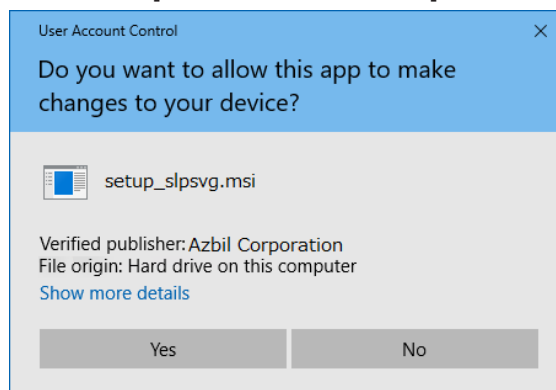 User Account Control
Do you want to allow this app to make
changes to your device?
setup_slpsvg.msi
Verified publisher: Azbil Corporation
File origin: Hard drive on this computer
Show more details
Yes
No